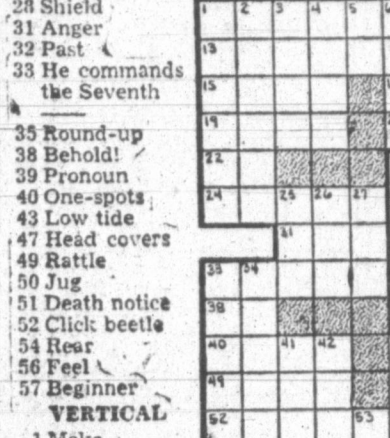 28 Shield
31 Anger
32 Past
33 He commands
the Seventh
35 Round-up
38 Behold!
39 Pronoun
40 One-spots
43 Low tide
47 Head covers
49 Rattle
50 Jug
51 Death notice
52 Click beetle
54 Rear
56 Feel
57 Beginner
VERTICAL
1 Make
1 2 3 4 5
13
15
19
22
24 25 26 27
31
33 34
38
40 41 42
49
52 53